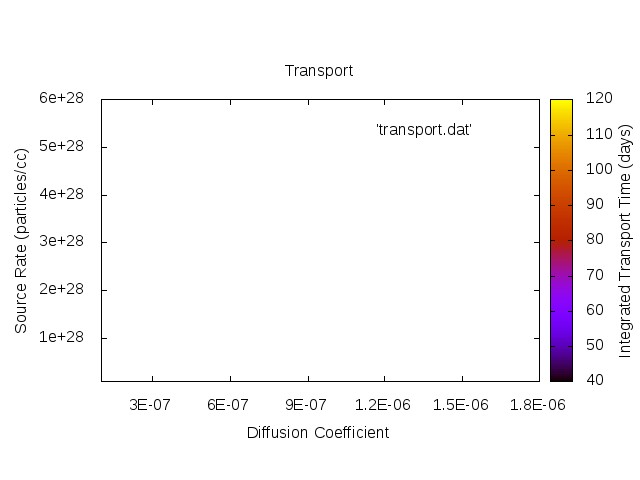 Transport
'transport.dat'
6e+28
5e+28
4e+28
3e+28
2e+28
1e+28
Source Rate (particles/cc)
3E-07 6E-07 9E-07 1.2E-06 1.5E-06 1.8E-06
Diffusion Coefficient
120
110
100
90
80
70
60
50
40
Integrated Transport Time (days)